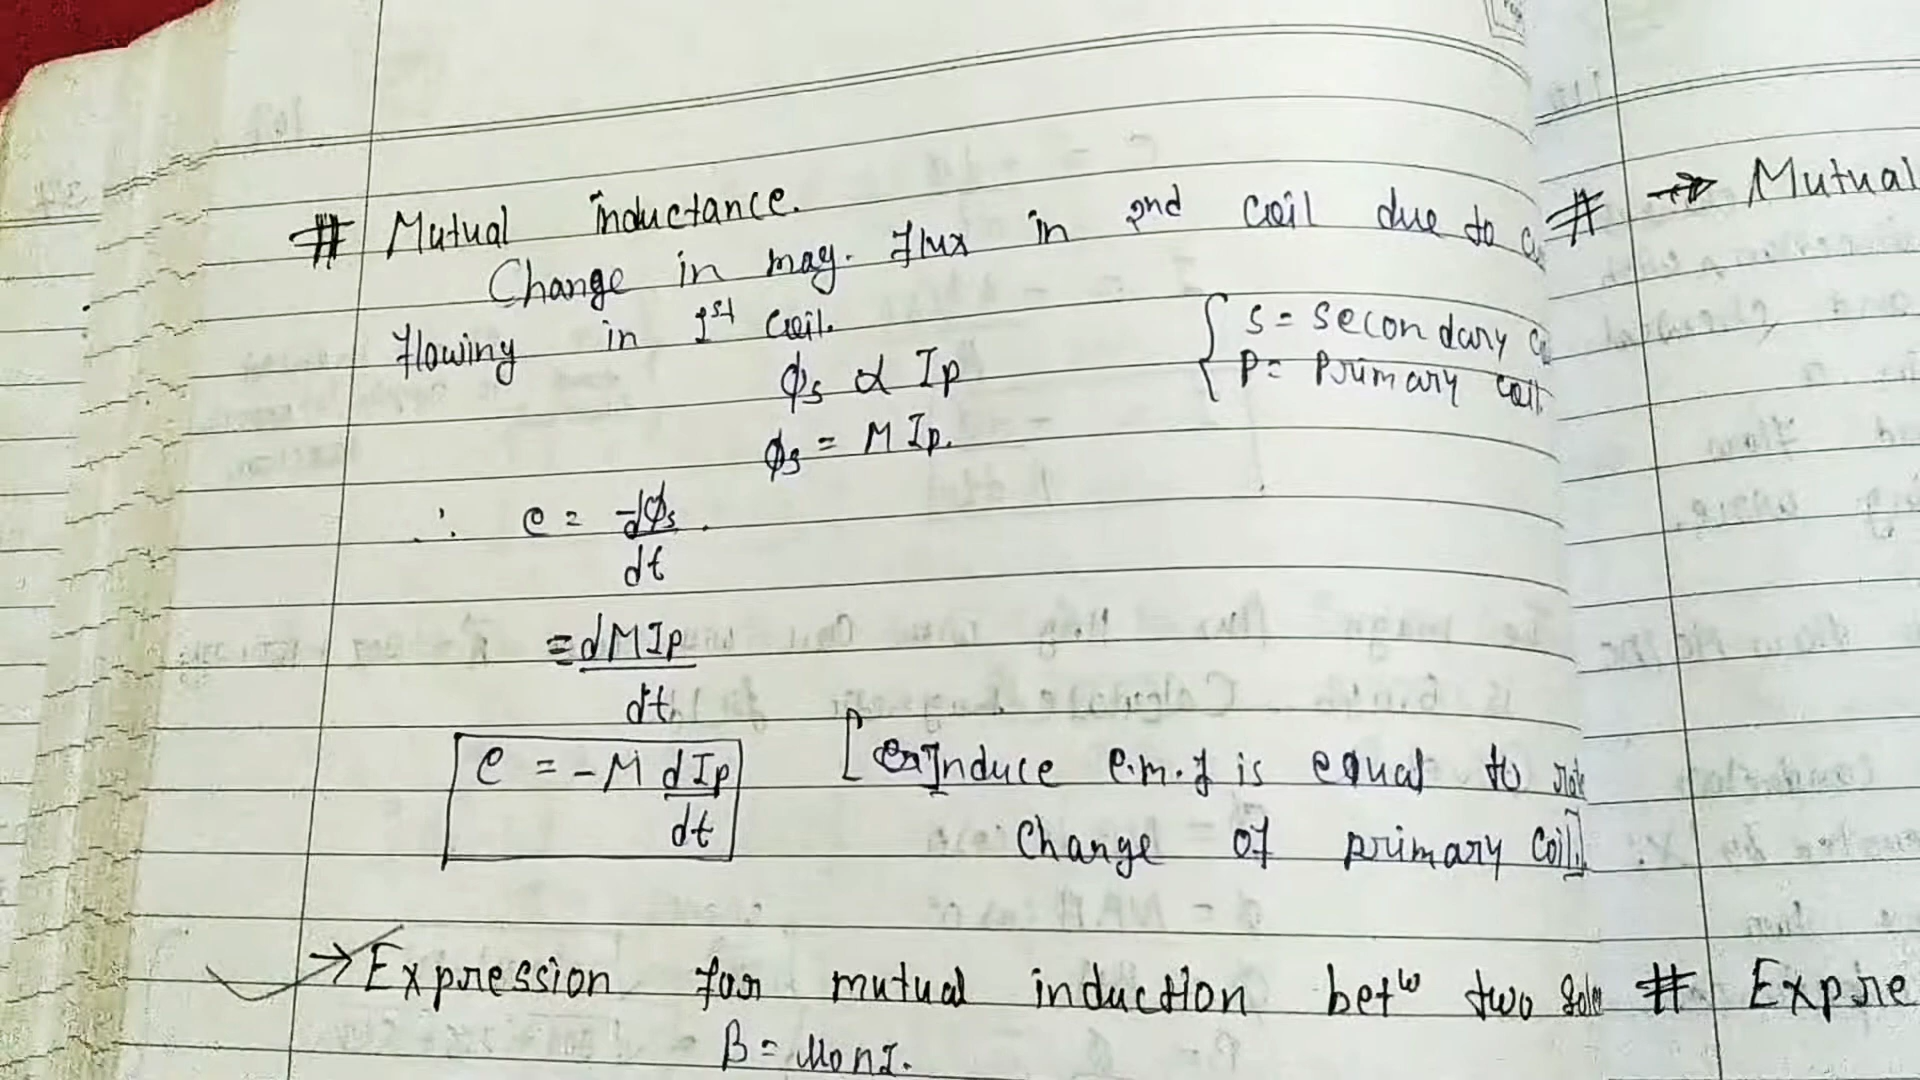 # Mutual inductance.
Change in mag. flux in 2nd coil due to
flowing in 1st coil.
{ S = secondary
P = Primary coil
ϕs α Ip
ϕs = M Ip.
∴ e = -dϕs
dt
= dMIp
dt
e = -M dIp
dt
[ Induce e.m.f is equal to
Change of primary coil]
→ Expression for mutual induction betw two
B = μ0nI.
# → Mutual
# Expre